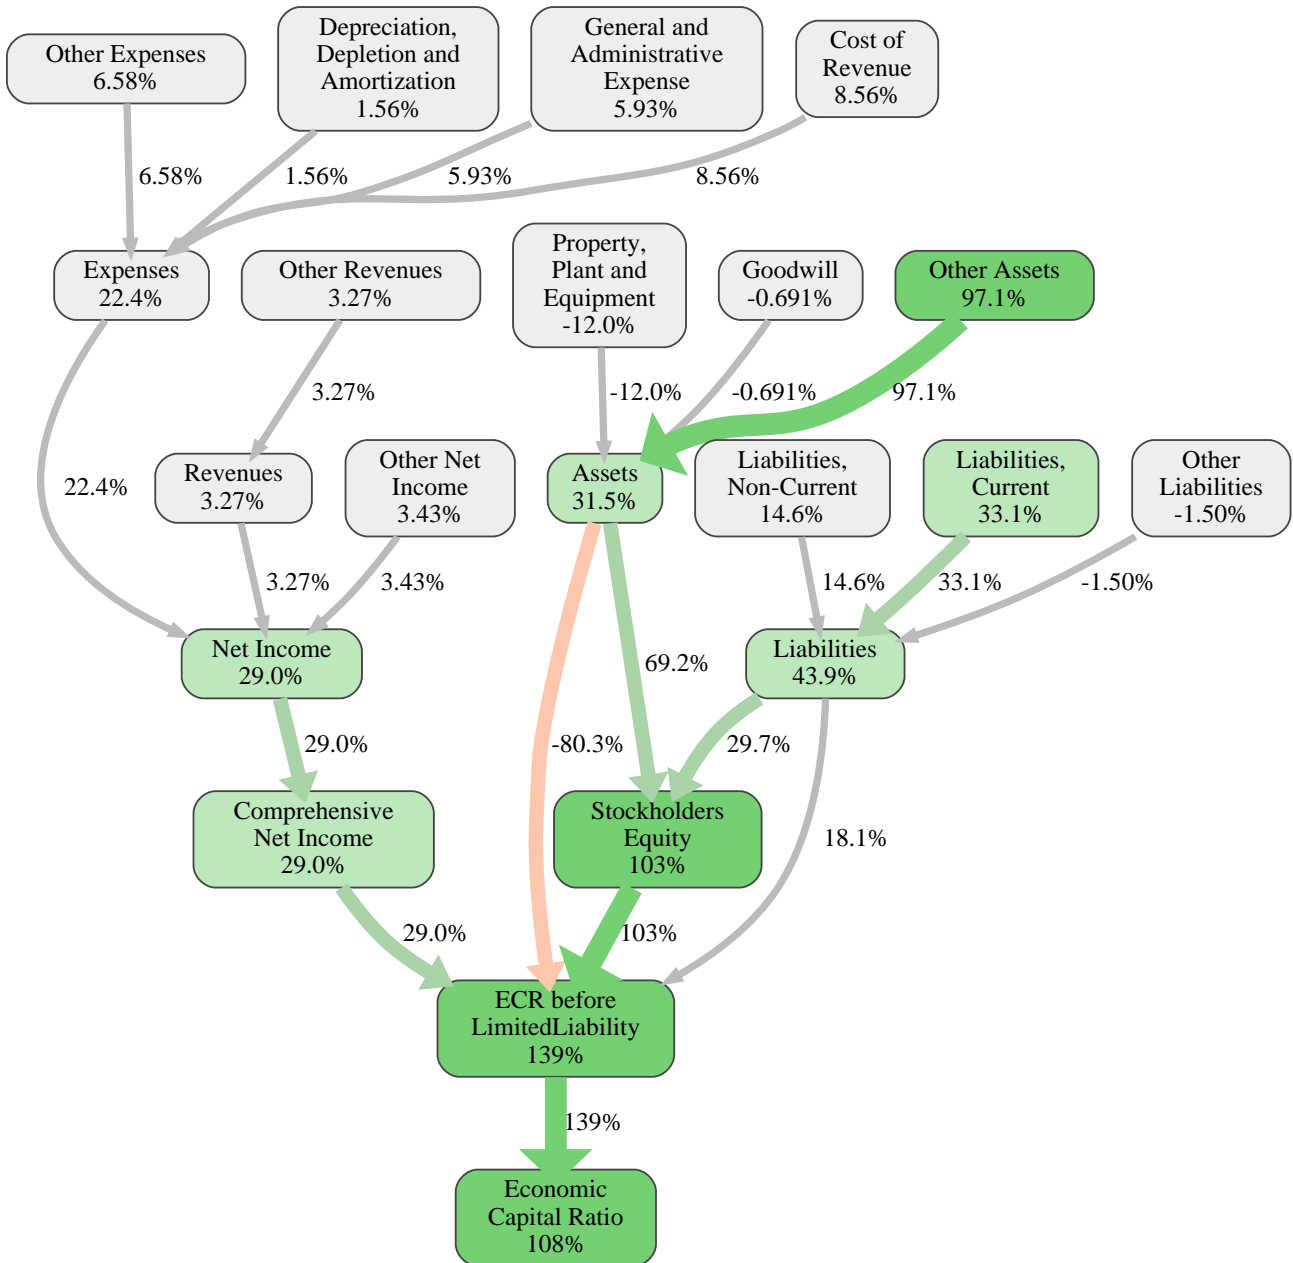 Other Expenses
6.58%
Depreciation,
Depletion and
Amortization
1.56%
General and
Administrative
Expense
5.93%
Cost of
Revenue
8.56%
6.58%
1.56%
5.93%
8.56%
Expenses
22.4%
Other Revenues
3.27%
Property,
Plant and
Equipment
-12.0%
Goodwill
-0.691%
Other Assets
97.1%
3.27%
-12.0%
-0.691%
97.1%
22.4%
Revenues
3.27%
Other Net
Income
3.43%
Assets
31.5%
Liabilities,
Non-Current
14.6%
Liabilities,
Current
33.1%
Other
Liabilities
-1.50%
3.27%
3.43%
14.6%
33.1%
-1.50%
Net Income
29.0%
69.2%
Liabilities
43.9%
29.0%
-80.3%
29.7%
Comprehensive
Net Income
29.0%
Stockholders
Equity
103%
18.1%
29.0%
103%
ECR before
LimitedLiability
139%
139%
Economic
Capital Ratio
108%